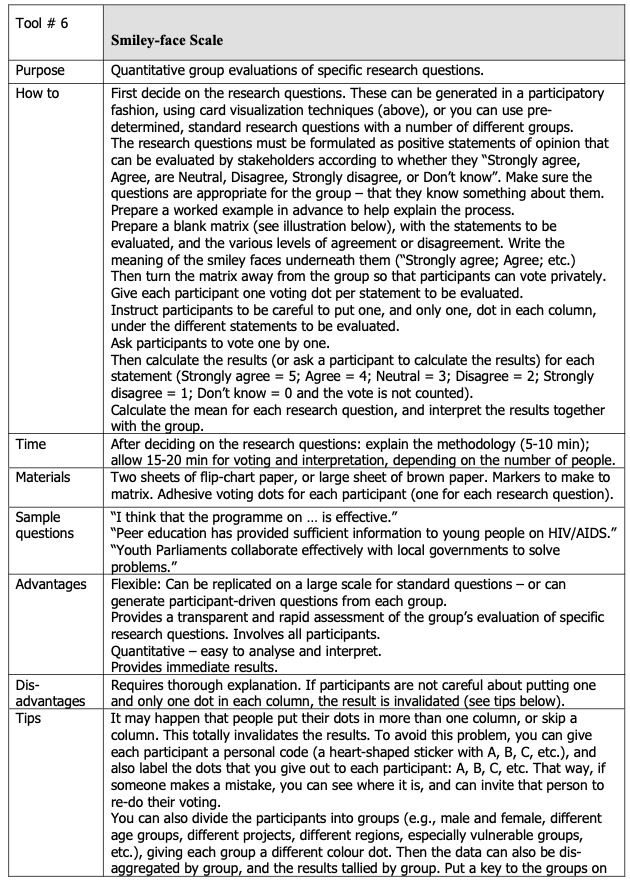 Tool # 6
Smiley-face Scale
Purpose
Quantitative group evaluations of specific research questions.
How to
First decide on the research questions. These can be generated in a participatory
fashion, using card visualization techniques (above), or you can use pre-
determined, standard research questions with a number of different groups.
The research questions must be formulated as positive statements of opinion that
can be evaluated by stakeholders according to whether they “Strongly agree,
Agree, are Neutral, Disagree, Strongly disagree, or Don’t know”. Make sure the
questions are appropriate for the group – that they know something about them.
Prepare a worked example in advance to help explain the process.
Prepare a blank matrix (see illustration below), with the statements to be
evaluated, and the various levels of agreement or disagreement. Write the
meaning of the smiley faces underneath them (“Strongly agree; Agree; etc.)
Then turn the matrix away from the group so that participants can vote privately.
Give each participant one voting dot per statement to be evaluated.
Instruct participants to be careful to put one, and only one, dot in each column,
under the different statements to be evaluated.
Ask participants to vote one by one.
Then calculate the results (or ask a participant to calculate the results) for each
statement (Strongly agree = 5; Agree = 4; Neutral = 3; Disagree = 2; Strongly
disagree = 1; Don’t know = 0 and the vote is not counted).
Calculate the mean for each research question, and interpret the results together
with the group.
Time
After deciding on the research questions: explain the methodology (5-10 min);
allow 15-20 min for voting and interpretation, depending on the number of people.
Materials
Two sheets of flip-chart paper, or large sheet of brown paper. Markers to make to
matrix. Adhesive voting dots for each participant (one for each research question).
Sample
questions
“I think that the programme on … is effective.”
“Peer education has provided sufficient information to young people on HIV/AIDS.”
“Youth Parliaments collaborate effectively with local governments to solve
problems.”
Advantages
Flexible: Can be replicated on a large scale for standard questions – or can
generate participant-driven questions from each group.
Provides a transparent and rapid assessment of the group’s evaluation of specific
research questions. Involves all participants.
Quantitative – easy to analyse and interpret.
Provides immediate results.
Dis-
advantages
Requires thorough explanation. If participants are not careful about putting one
and only one dot in each column, the result is invalidated (see tips below).
Tips
It may happen that people put their dots in more than one column, or skip a
column. This totally invalidates the results. To avoid this problem, you can give
each participant a personal code (a heart-shaped sticker with A, B, C, etc.), and
also label the dots that you give out to each participant: A, B, C, etc. That way, if
someone makes a mistake, you can see where it is, and can invite that person to
re-do their voting.
You can also divide the participants into groups (e.g., male and female, different
age groups, different projects, different regions, especially vulnerable groups,
etc.), giving each group a different colour dot. Then the data can also be dis-
aggregated by group, and the results tallied by group. Put a key to the groups on